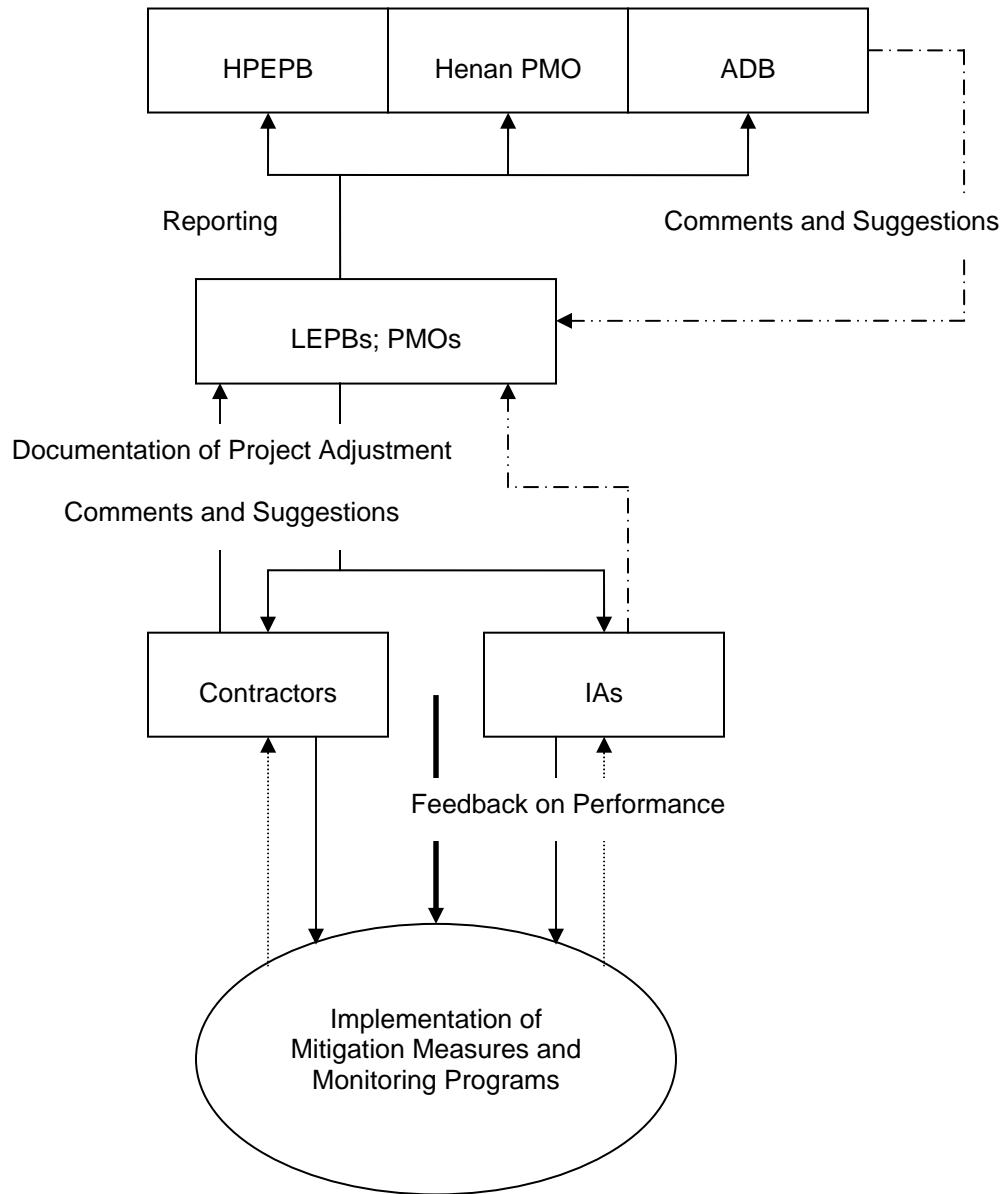 HPEPB
Henan PMO
ADB
Reporting
Comments and Suggestions
LEPBs; PMOs
Documentation of Project Adjustment
Comments and Suggestions
Contractors
IAs
Feedback on Performance
Implementation of
Mitigation Measures and
Monitoring Programs